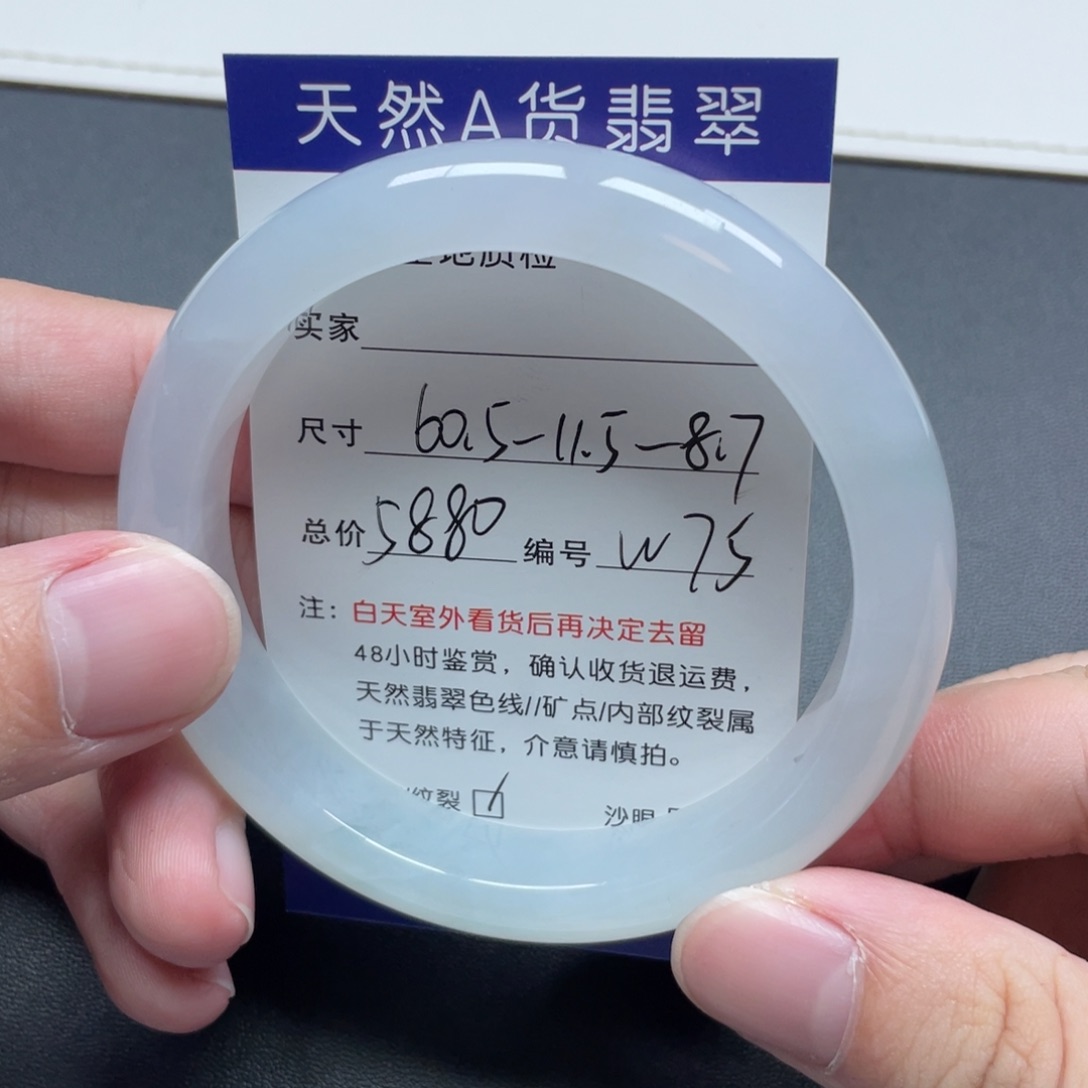 天然A货翡翠
地质检
买家
尺寸 60.5-11.5-8.7
总价 5880 编号 W75
注：白天室外看货后再决定去留
48小时鉴赏，确认收货退运费，
天然翡翠色线//矿点/内部纹裂属
于天然特征，介意请慎拍。
/纹裂 沙眼